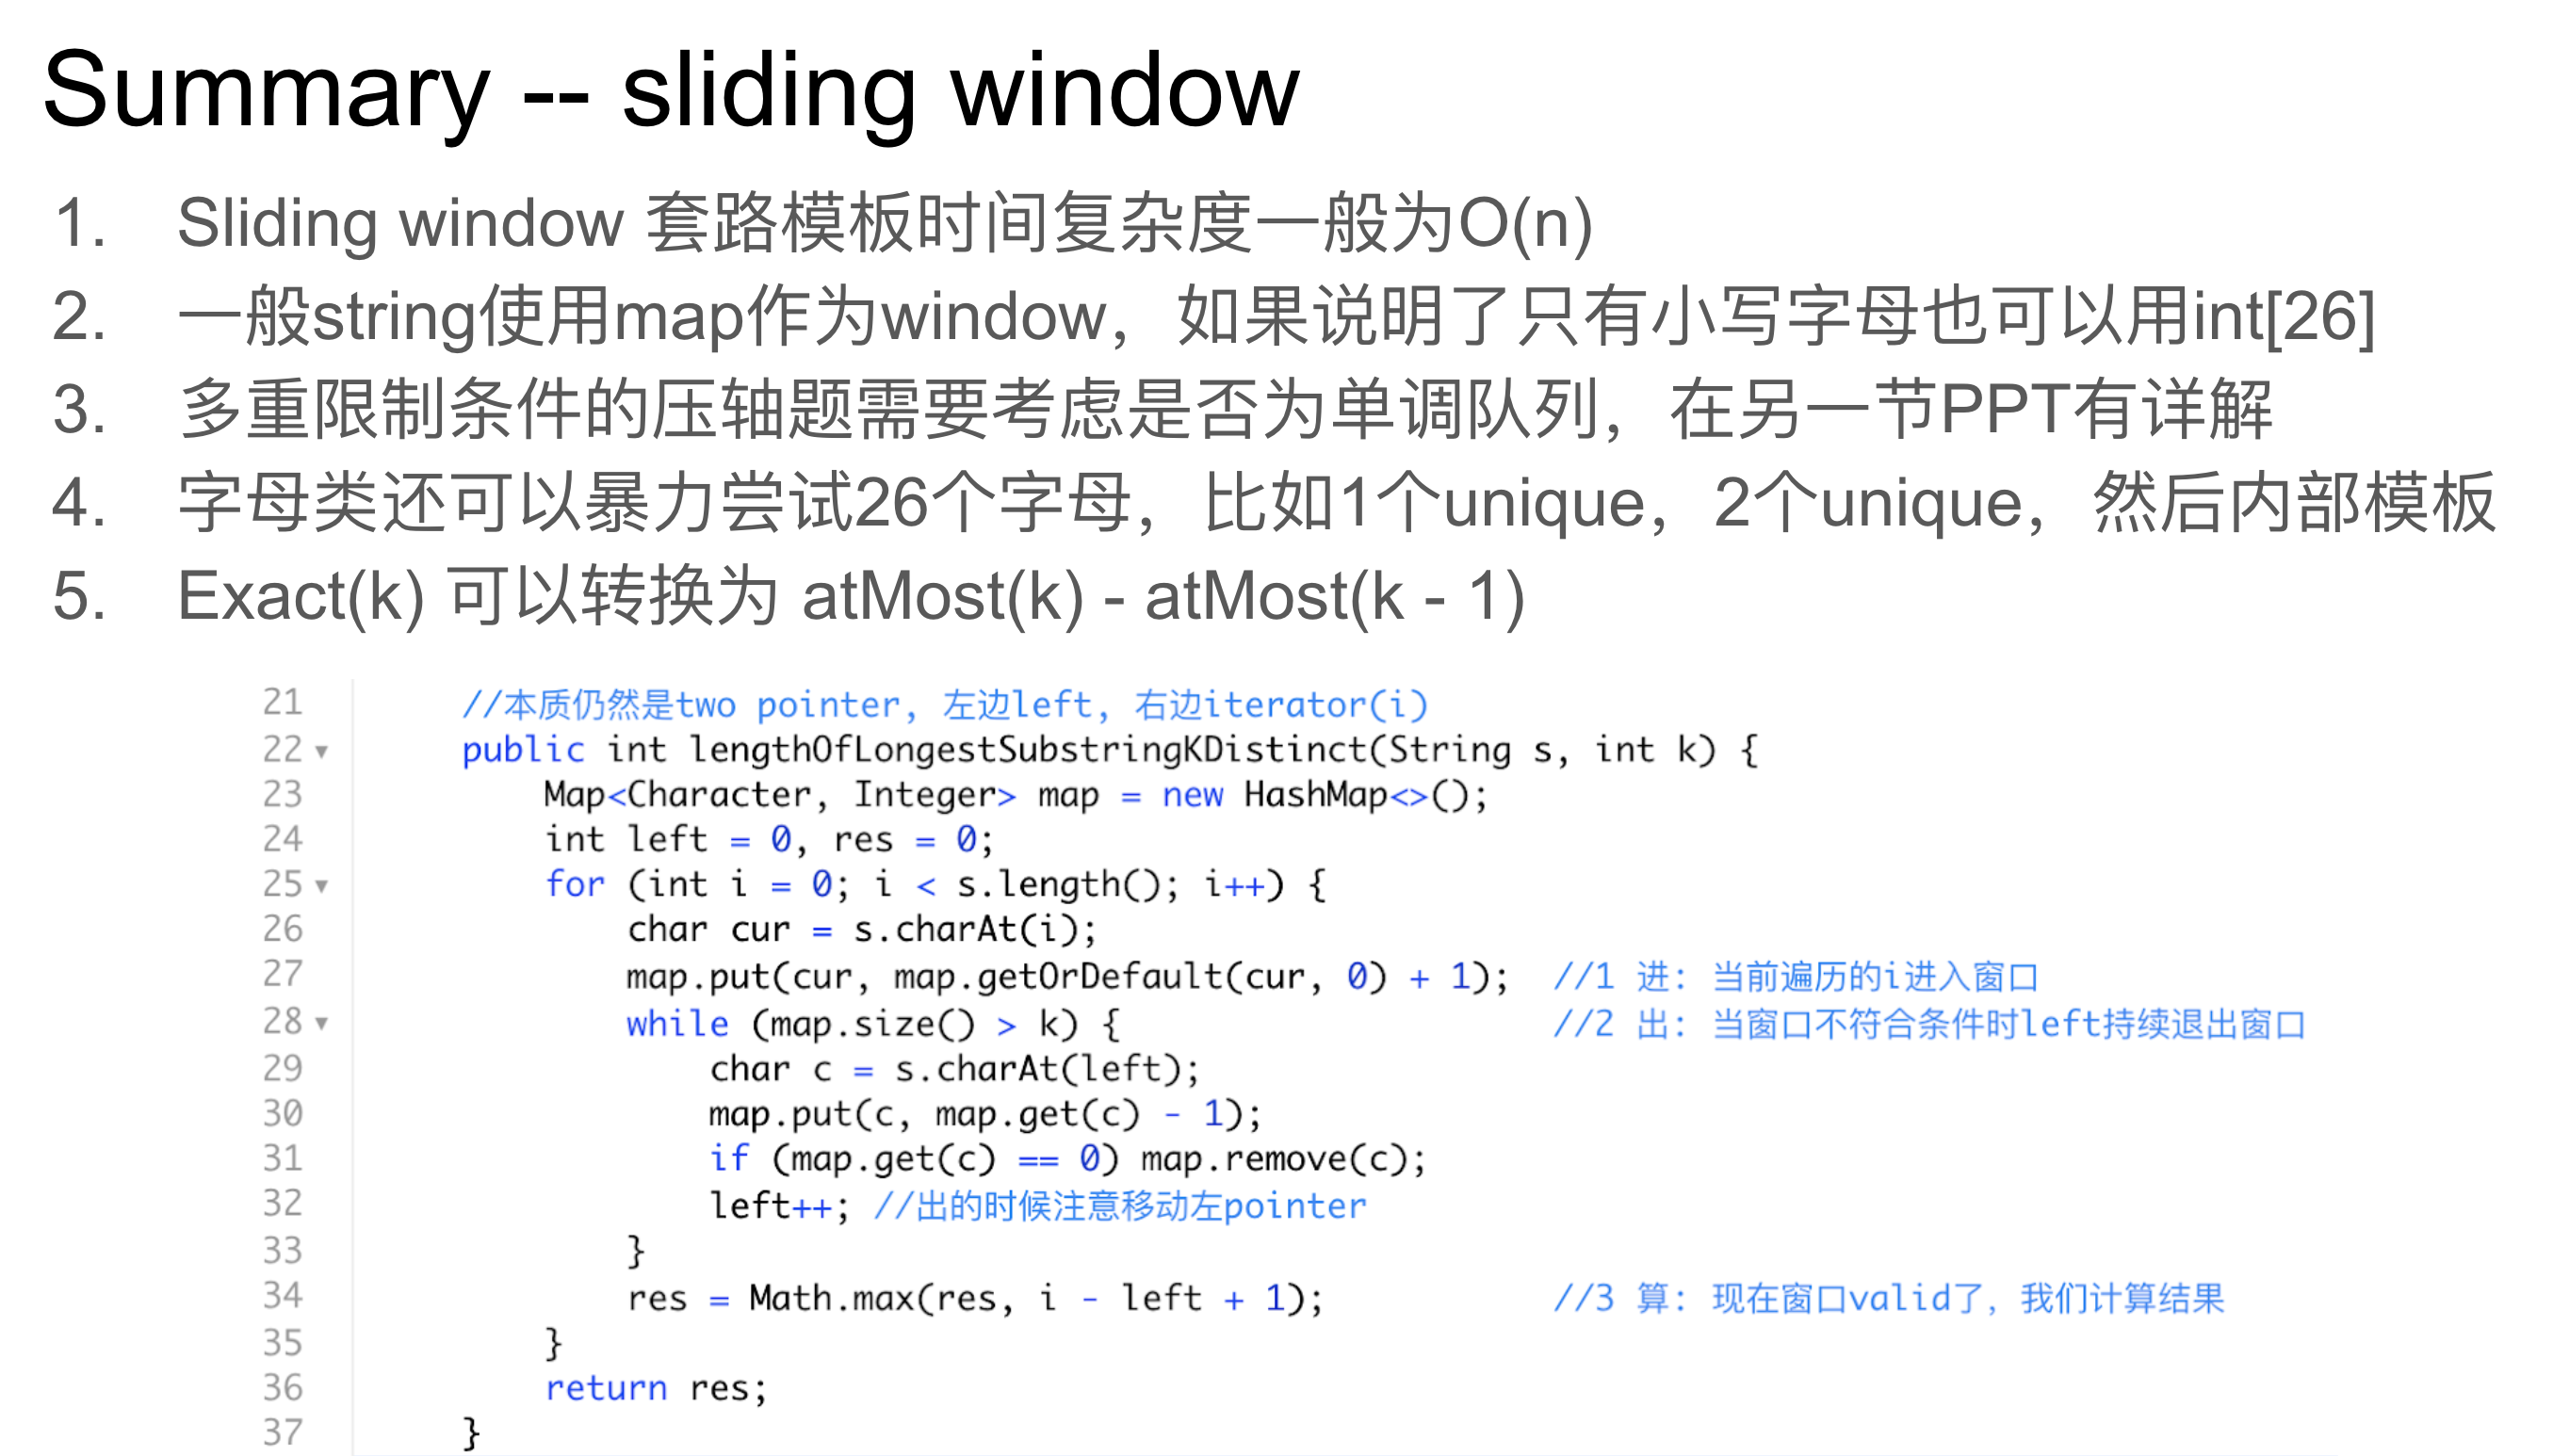 Summary -- sliding window
1. Sliding window 套路模板时间复杂度一般为O(n)
2. 一般string使用map作为window，如果说明了只有小写字母也可以用int[26]
3. 多重限制条件的压轴题需要考虑是否为单调队列，在另一节PPT有详解
4. 字母类还可以暴力尝试26个字母，比如1个unique，2个unique，然后内部模板
5. Exact(k) 可以转换为 atMost(k) - atMost(k - 1)
21 //本质仍然是two pointer, 左边left, 右边iterator(i)
22 ▼ public int lengthOfLongestSubstringKDistinct(String s, int k) {
23 Map<Character, Integer> map = new HashMap<>();
24 int left = 0, res = 0;
25 ▼ for (int i = 0; i < s.length(); i++) {
26 char cur = s.charAt(i);
27 map.put(cur, map.getOrDefault(cur, 0) + 1); //1 进: 当前遍历的i进入窗口
28 ▼ while (map.size() > k) { //2 出: 当窗口不符合条件时left持续退出窗口
29 char c = s.charAt(left);
30 map.put(c, map.get(c) - 1);
31 if (map.get(c) == 0) map.remove(c);
32 left++; //出的时候注意移动左pointer
33 }
34 res = Math.max(res, i - left + 1); //3 算: 现在窗口valid了, 我们计算结果
35 }
36 return res;
37 }